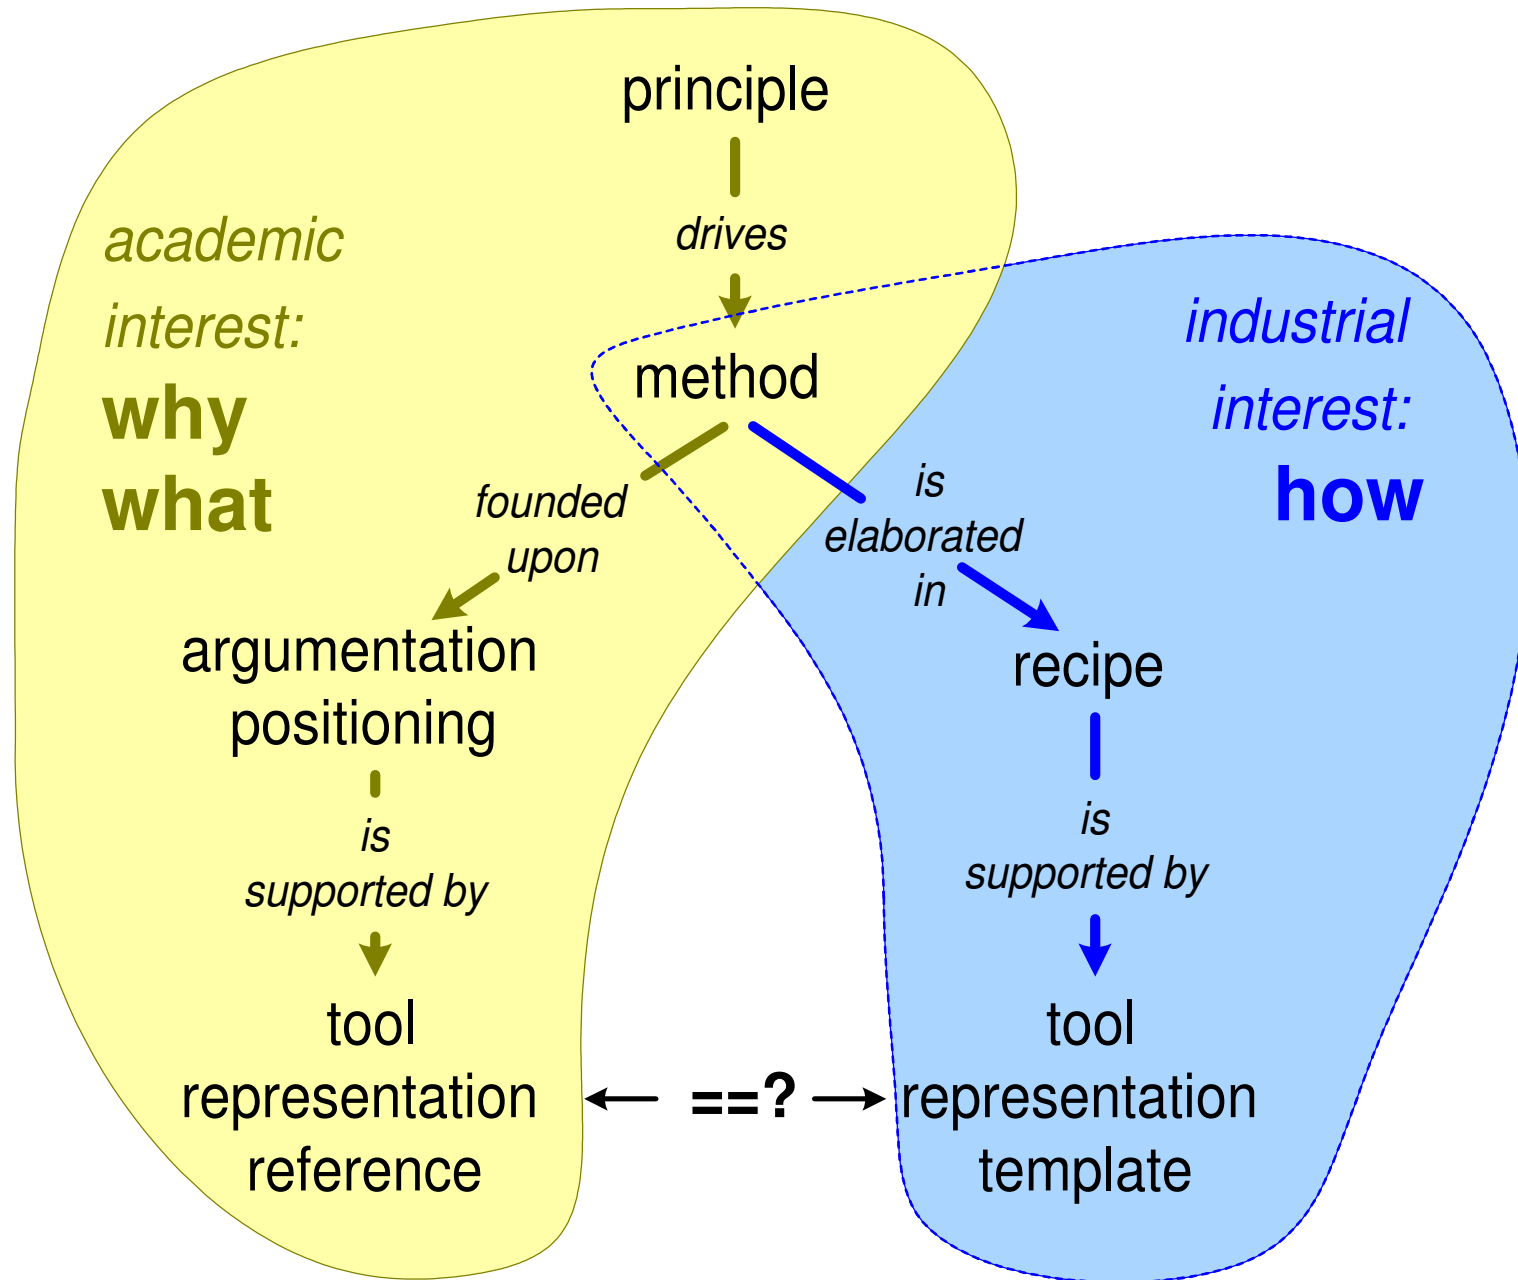 principle
drives
academic
interest:
why
what
method
industrial
interest:
how
founded
upon
is
elaborated
in
argumentation
positioning
recipe
is
supported by
is
supported by
tool
representation
reference
==?
tool
representation
template